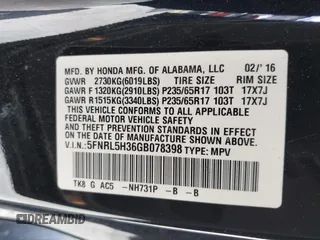 MFD. BY HONDA MFG. OF ALABAMA, LLC 02/'16
GVWR 2730KG(6019LBS) TIRE SIZE RIM SIZE
GAWR F 1320KG(2910LBS) P235/65R17 103T 17X7J
GAWR R1515KG(3340LBS) P235/65R17 103T 17X7J
THIS VEHICLE CONFORMS TO ALL APPLICABLE
FEDERAL MOTOR VEHICLE SAFETY AND
THEFT PREVENTION STANDARDS IN EFFECT
ON THE DATE OF MANUFACTURE SHOWN ABOVE.
V.I.N.:5FNRL5H36GB078398 TYPE: MPV
TK8 G AC5 -NH731P -B -B
DREAMBID